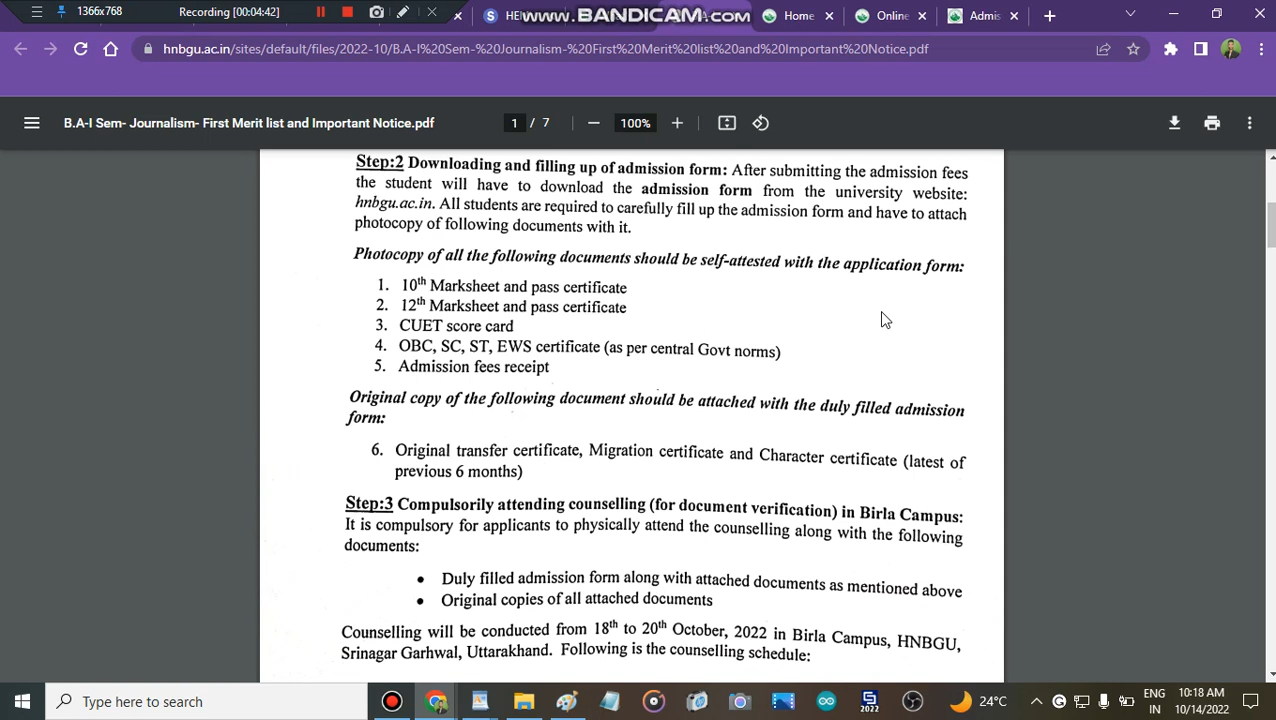 1366x768
Recording [00:04:42]
HE
www.BANDICAM.com
Home
Online
Admis
hnbgu.ac.in/sites/default/files/2022-10/B.A-I%20Sem-%20Journalism-%20First%20Merit%20list%20and%20Important%20Notice.pdf
B.A-I Sem- Journalism- First Merit list and Important Notice.pdf
1 / 7
100%
Step:2 Downloading and filling up of admission form: After submitting the admission fees
the student will have to download the admission form from the university website:
hnbgu.ac.in. All students are required to carefully fill up the admission form and have to attach
photocopy of following documents with it.
Photocopy of all the following documents should be self-attested with the application form:
1. 10th Marksheet and pass certificate
2. 12th Marksheet and pass certificate
3. CUET score card
4. OBC, SC, ST, EWS certificate (as per central Govt norms)
5. Admission fees receipt
Original copy of the following document should be attached with the duly filled admission
form:
6. Original transfer certificate, Migration certificate and Character certificate (latest of
previous 6 months)
Step:3 Compulsorily attending counselling (for document verification) in Birla Campus:
It is compulsory for applicants to physically attend the counselling along with the following
documents:
• Duly filled admission form along with attached documents as mentioned above
• Original copies of all attached documents
Counselling will be conducted from 18th to 20th October, 2022 in Birla Campus, HNBGU,
Srinagar Garhwal, Uttarakhand. Following is the counselling schedule:
Type here to search
2022
24°C
ENG
IN
10:18 AM
10/14/2022